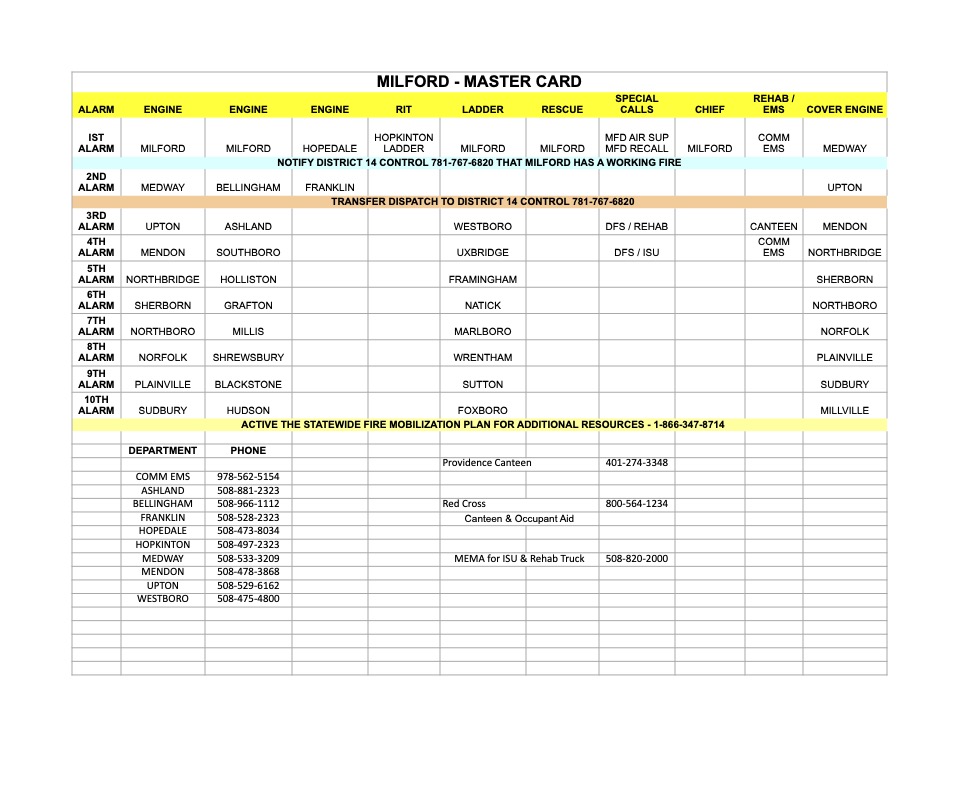 MILFORD - MASTER CARD
ALARM ENGINE ENGINE ENGINE RIT LADDER RESCUE SPECIAL CALLS CHIEF REHAB / EMS COVER ENGINE
IST ALARM MILFORD MILFORD HOPEDALE HOPKINTON LADDER MILFORD MILFORD MFD AIR SUP MFD RECALL MILFORD COMM EMS MEDWAY
NOTIFY DISTRICT 14 CONTROL 781-767-6820 THAT MILFORD HAS A WORKING FIRE
2ND ALARM MEDWAY BELLINGHAM FRANKLIN UPTON
TRANSFER DISPATCH TO DISTRICT 14 CONTROL 781-767-6820
3RD ALARM UPTON ASHLAND WESTBORO DFS / REHAB CANTEEN MENDON
4TH ALARM MENDON SOUTHBORO UXBRIDGE DFS / ISU COMM EMS NORTHBRIDGE
5TH ALARM NORTHBRIDGE HOLLISTON FRAMINGHAM SHERBORN
6TH ALARM SHERBORN GRAFTON NATICK NORTHBORO
7TH ALARM NORTHBORO MILLIS MARLBORO NORFOLK
8TH ALARM NORFOLK SHREWSBURY WRENTHAM PLAINVILLE
9TH ALARM PLAINVILLE BLACKSTONE SUTTON SUDBURY
10TH ALARM SUDBURY HUDSON FOXBORO MILLVILLE
ACTIVE THE STATEWIDE FIRE MOBILIZATION PLAN FOR ADDITIONAL RESOURCES - 1-866-347-8714
DEPARTMENT PHONE
Providence Canteen 401-274-3348
COMM EMS 978-562-5154
ASHLAND 508-881-2323
BELLINGHAM 508-966-1112 Red Cross 800-564-1234
FRANKLIN 508-528-2323 Canteen & Occupant Aid
HOPEDALE 508-473-8034
HOPKINTON 508-497-2323
MEDWAY 508-533-3209 MEMA for ISU & Rehab Truck 508-820-2000
MENDON 508-478-3868
UPTON 508-529-6162
WESTBORO 508-475-4800